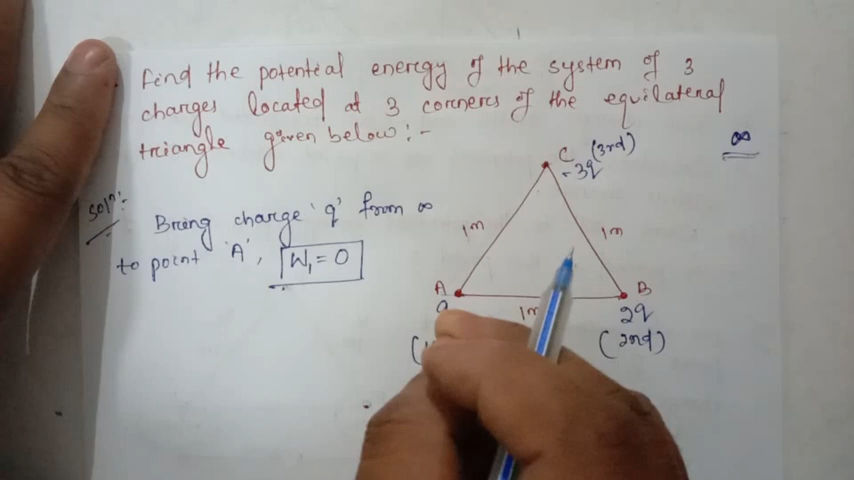 Find the potential energy of the system of 3
charges located at 3 corners of the equilateral
triangle given below:-
∞
C (3rd)
-3q
Soln:
Bring charge 'q' from ∞
to point 'A', W₁ = 0
1m
1m
A
B
q
1m
2q
(2nd)